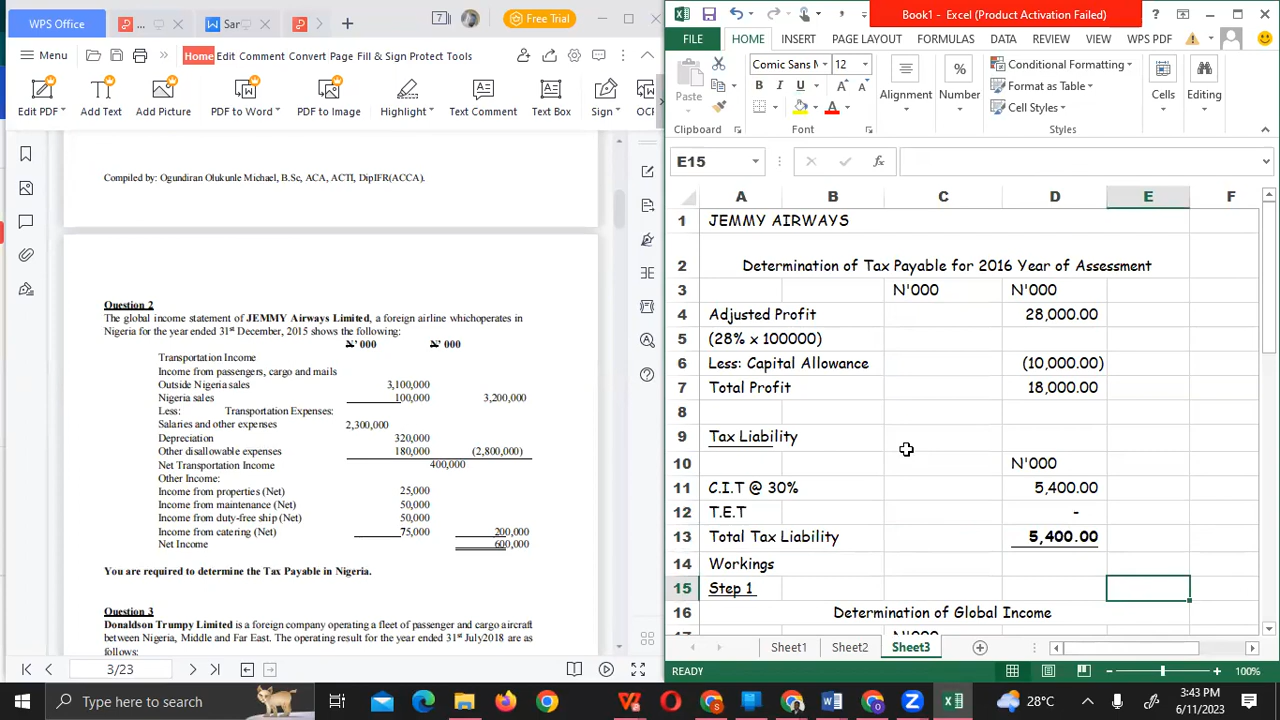 WPS Office
...
Sar
7
Free Trial
Menu
Home Edit Comment Convert Page Fill & Sign Protect Tools
Edit PDF
Add Text
Add Picture
PDF to Word
PDF to Image
Highlight
Text Comment
Text Box
Sign
OCF
Compiled by: Ogundiran Olukunle Michael, B.Sc, ACA, ACTI, DipIFR(ACCA).
Question 2
The global income statement of JEMMY Airways Limited, a foreign airline whichoperates in
Nigeria for the year ended 31st December, 2015 shows the following:
N' 000 N' 000
Transportation Income
Income from passengers, cargo and mails
Outside Nigeria sales 3,100,000
Nigeria sales 100,000 3,200,000
Less: Transportation Expenses:
Salaries and other expenses 2,300,000
Depreciation 320,000
Other disallowable expenses 180,000 (2,800,000)
Net Transportation Income 400,000
Other Income:
Income from properties (Net) 25,000
Income from maintenance (Net) 50,000
Income from duty-free ship (Net) 50,000
Income from catering (Net) 75,000 200,000
Net Income 600,000
You are required to determine the Tax Payable in Nigeria.
Question 3
Donaldson Trumpy Limited is a foreign company operating a fleet of passenger and cargo aircraft
between Nigeria, Middle and Far East. The operating result for the year ended 31st July2018 are as
follows:
3/23
Book1 - Excel (Product Activation Failed)
FILE HOME INSERT PAGE LAYOUT FORMULAS DATA REVIEW VIEW WPS PDF
Paste
Comic Sans M 12
B I U
A A
Alignment
%
Number
Conditional Formatting
Format as Table
Cell Styles
Cells
Editing
Clipboard
Font
Styles
E15
fx
A B C D E F
1 JEMMY AIRWAYS
2 Determination of Tax Payable for 2016 Year of Assessment
3 N'000 N'000
4 Adjusted Profit 28,000.00
5 (28% x 100000)
6 Less: Capital Allowance (10,000.00)
7 Total Profit 18,000.00
8
9 Tax Liability
10 N'000
11 C.I.T @ 30% 5,400.00
12 T.E.T -
13 Total Tax Liability 5,400.00
14 Workings
15 Step 1
16 Determination of Global Income
17 N'000
Sheet1 Sheet2 Sheet3
READY
100%
Type here to search
28°C
3:43 PM
6/11/2023